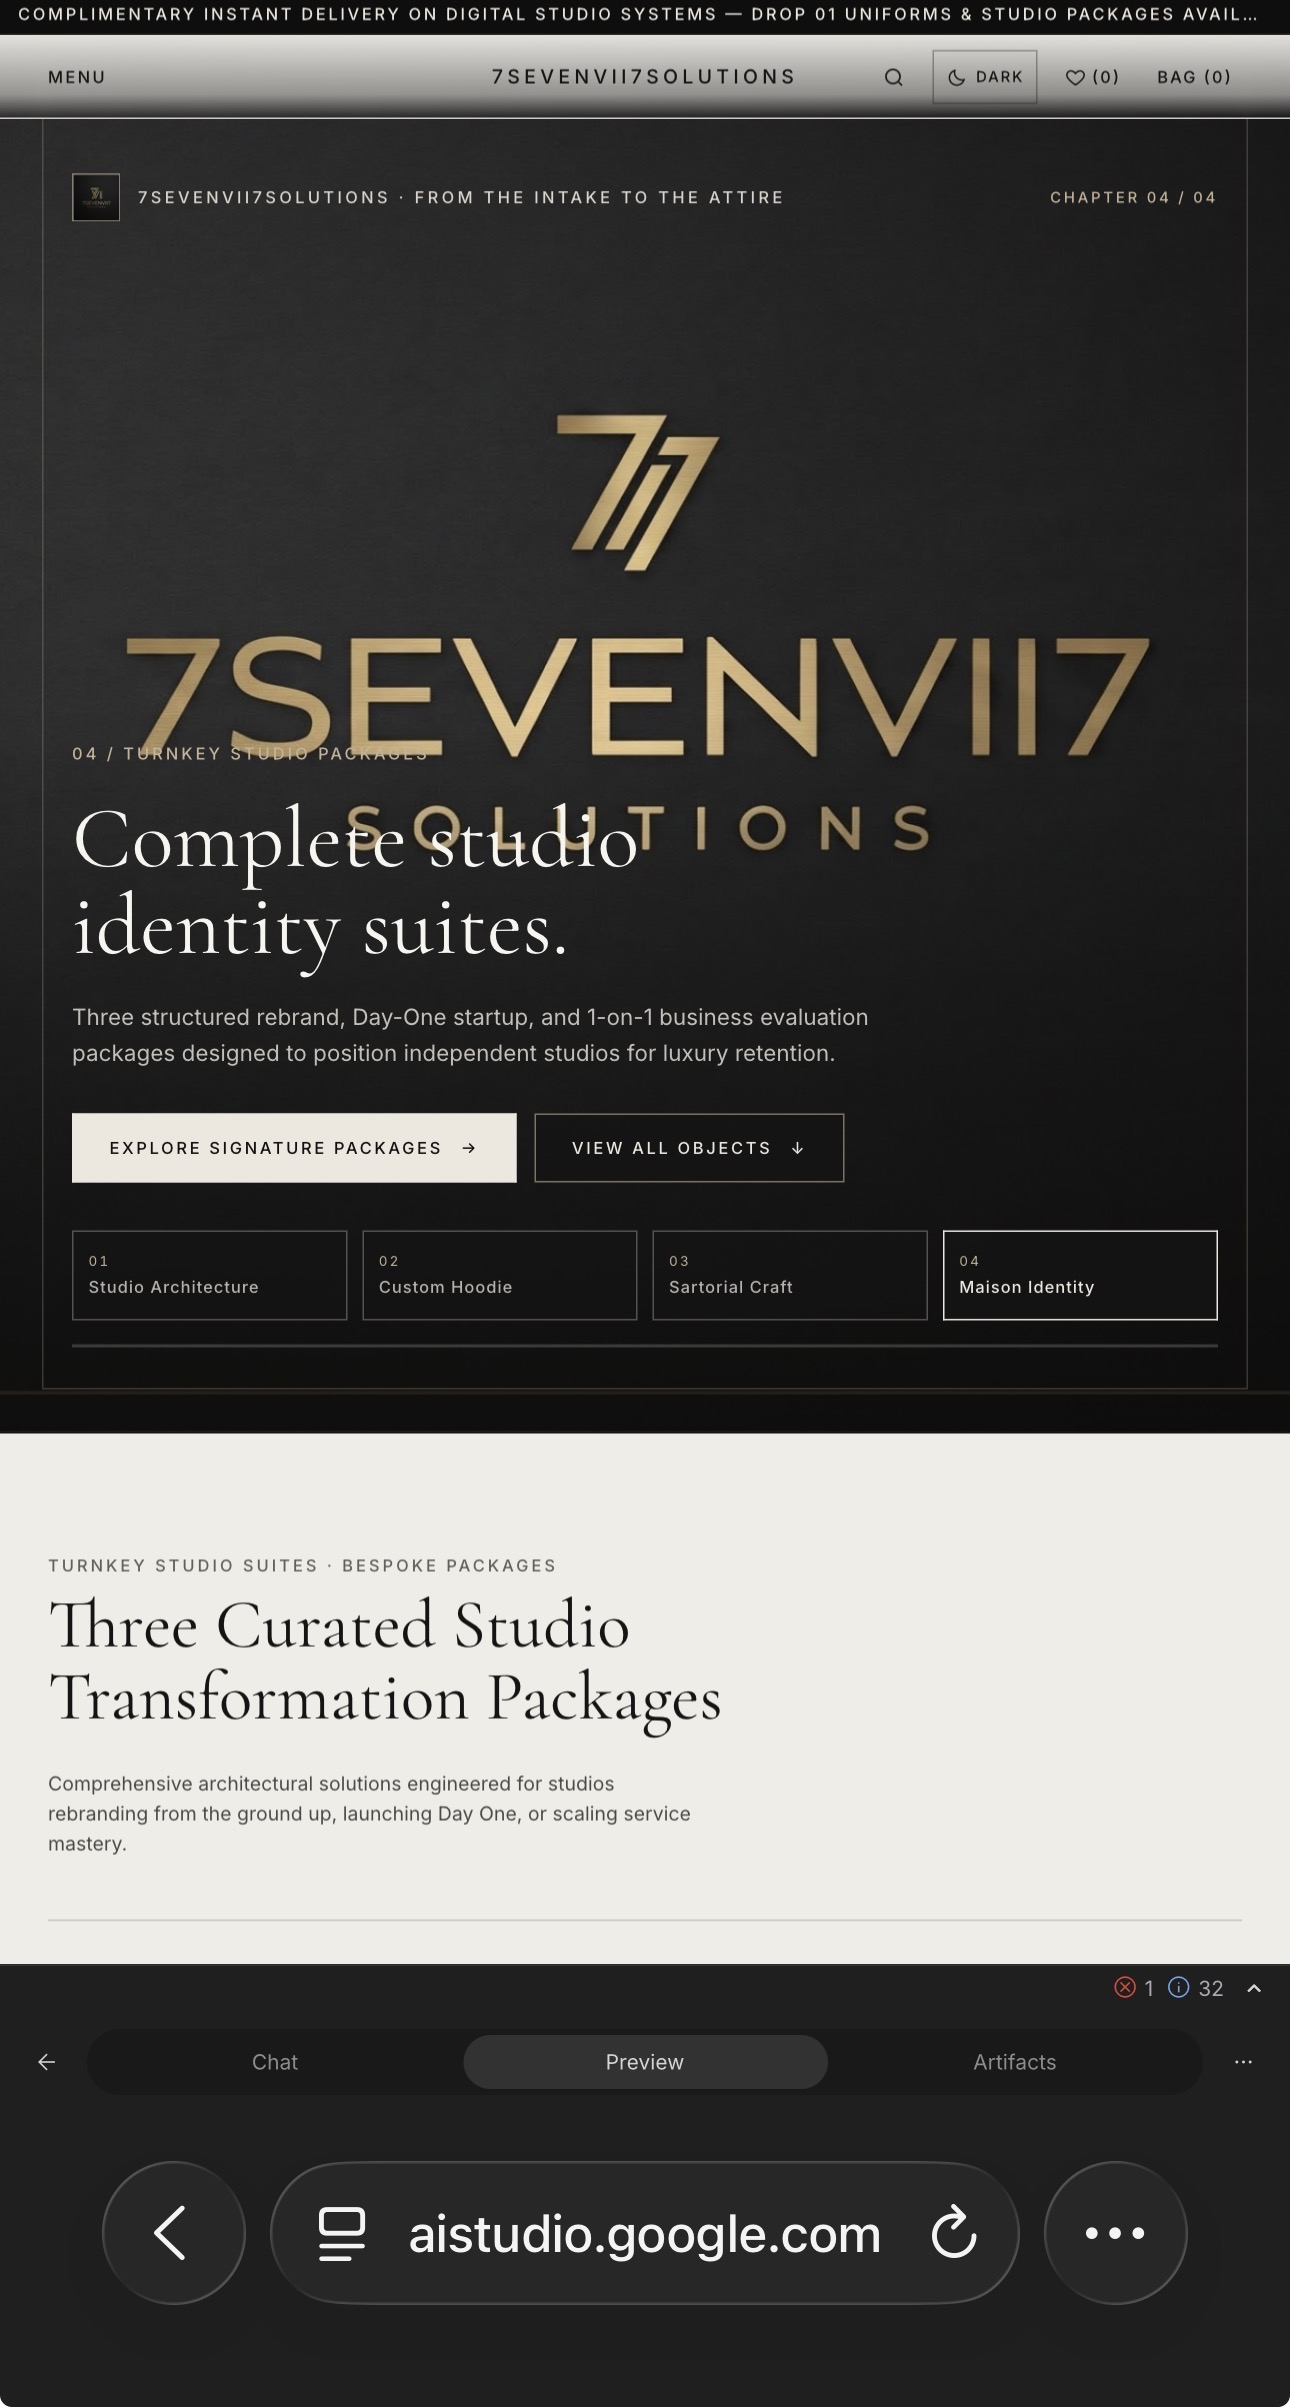 COMPLIMENTARY INSTANT DELIVERY ON DIGITAL STUDIO SYSTEMS — DROP 01 UNIFORMS & STUDIO PACKAGES AVAIL...
MENU
7SEVENVII7SOLUTIONS
DARK
(0)
BAG (0)
7SEVENVII7
7SEVENVII7SOLUTIONS · FROM THE INTAKE TO THE ATTIRE
CHAPTER 04 / 04
7SEVENVII7
SOLUTIONS
04 / TURNKEY STUDIO PACKAGES
Complete studio
identity suites.
Three structured rebrand, Day-One startup, and 1-on-1 business evaluation
packages designed to position independent studios for luxury retention.
EXPLORE SIGNATURE PACKAGES →
VIEW ALL OBJECTS ↓
01
Studio Architecture
02
Custom Hoodie
03
Sartorial Craft
04
Maison Identity
TURNKEY STUDIO SUITES · BESPOKE PACKAGES
Three Curated Studio
Transformation Packages
Comprehensive architectural solutions engineered for studios
rebranding from the ground up, launching Day One, or scaling service
mastery.
1
32
Chat
Preview
Artifacts
aistudio.google.com